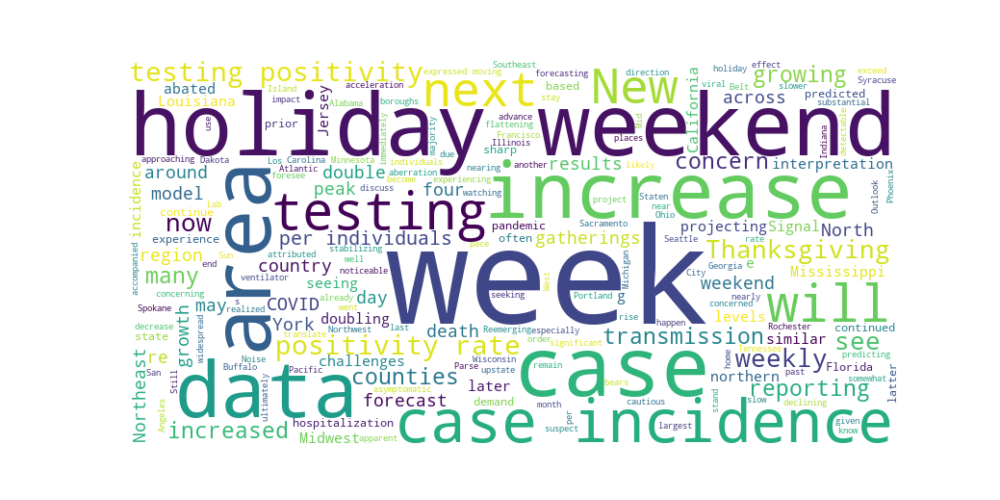 Southeast
testing positivity
expressed moving
forecasting
direction
holiday
effect
exceed
abated
Island
acceleration
next
based
stay
New
growing
viral
Belt
slower
Syracuse
Louisiana
impact
Alabama
boroughs
California
across
predicted
substantial
use
prior
Jersey
holiday weekend
immediately
majority
advance
flattening
Francisco
Illinois
Mid
places
Indiana
detectable
approaching
Dakota
Los
Carolina
Minnesota
individuals
nearing
another
results
likely
concern
interpretation
around
Atlantic
due
sharp
foresee
aberration
become
experiencing
incidence
double
model
peak
discuss
four
watching
increase
Outlook
Phoenix
continue
Lab
area
testing
pandemic
project
Staten
near
projecting
Signal
North
now
Sacramento
Ohio
experience
Sun
attributed
stabilizing
per individuals
pace
often
gatherings
Seattle
rate
region
end
country
noticeable
well
week
Michigan
Thanksgiving
e
accompanied
many
ventilator
seeing
seeking
West
Portland
City
Georgia
Mississippi
concerning
s
already
day
weekend
nearly
Spokane
realized
COVID
went
g
concerned
levels
will
decrease
may
doubling
last
Reemerging
especially
rise
happen
Rochester
continued
state
York
translate
Northwest
death
order
significant
transmission
similar
predicting
growth
widespread
Noise
positivity rate
Wisconsin
Tennessee
see
re
Buffalo
challenges
Parse
upstate
case
home
weekly
past
Florida
San
Pacific
counties
remain
northern
somewhat
Northeast
Still
data
asymptomatic
later
bears
declining
latter
Angeles
ultimately
forecast
demand
cautious
stand
slow
reporting
increased
hospitalization
month
per
suspect
largest
given
Midwest
apparent
case incidence
know